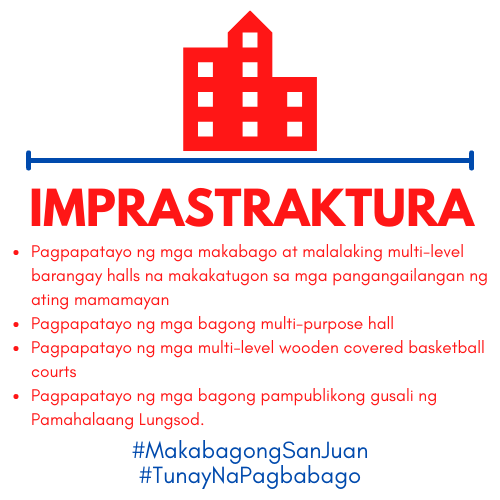 IMPRASTRAKTURA
• Pagpapatayo ng mga makabago at malalaking multi-level
barangay halls na makakatugon sa mga pangangailangan ng
ating mamamayan
• Pagpapatayo ng mga bagong multi-purpose hall
• Pagpapatayo ng mga multi-level wooden covered basketball
courts
• Pagpapatayo ng mga bagong pampublikong gusali ng
Pamahalaang Lungsod.
#MakabagongSanJuan
#TunayNaPagbabago